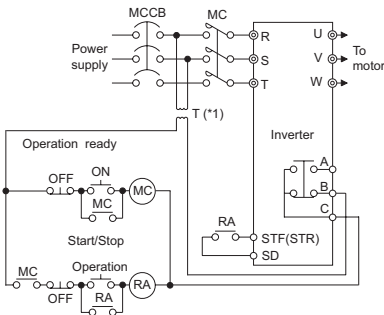 MCCB
MC
Power
supply
R
S
T
U
V
W
To
motor
T (*1)
Inverter
Operation ready
OFF
ON
MC
MC
A
B
C
RA
STF(STR)
SD
Start/Stop
MC
OFF
Operation
RA
RA